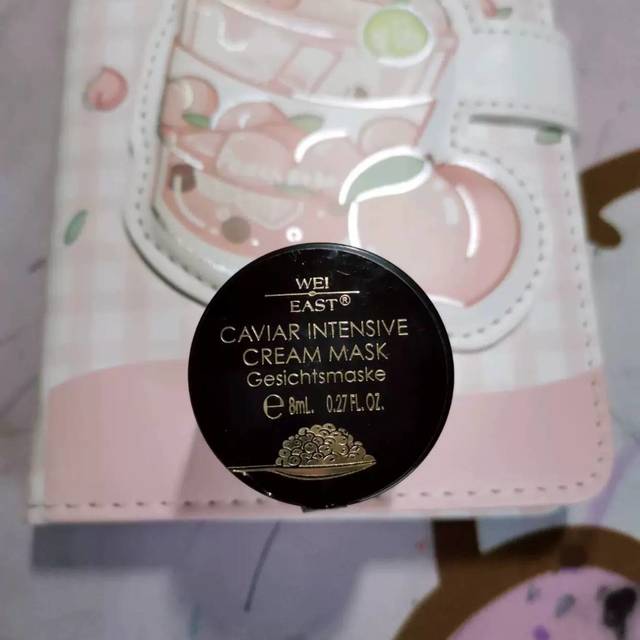 WEI
EAST®
CAVIAR INTENSIVE
CREAM MASK
Gesichtsmaske
℮ 8mL. 0.27 FL.OZ.